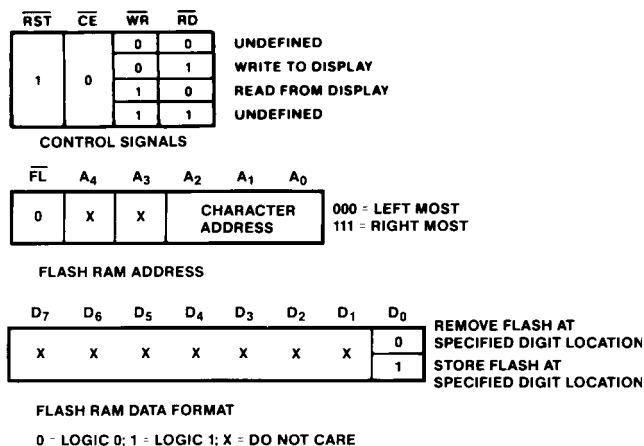 RST CE WR RD
0 0 UNDEFINED
0 1 WRITE TO DISPLAY
1 0 1 0 READ FROM DISPLAY
1 1 UNDEFINED
CONTROL SIGNALS
FL A4 A3 A2 A1 A0
0 X X CHARACTER ADDRESS 000 = LEFT MOST
111 = RIGHT MOST
FLASH RAM ADDRESS
D7 D6 D5 D4 D3 D2 D1 D0
X X X X X X X 0 REMOVE FLASH AT
SPECIFIED DIGIT LOCATION
1 STORE FLASH AT
SPECIFIED DIGIT LOCATION
FLASH RAM DATA FORMAT
0 = LOGIC 0; 1 = LOGIC 1; X = DO NOT CARE